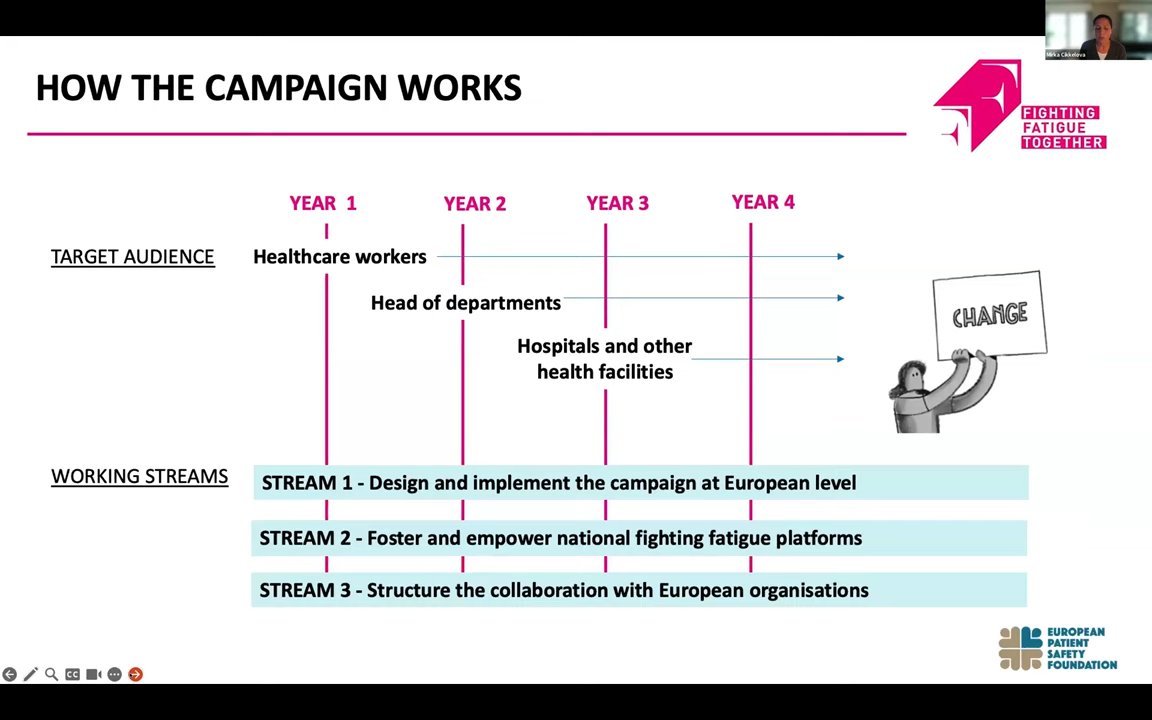 Mirka Cikkelova
HOW THE CAMPAIGN WORKS
FIGHTING
FATIGUE
TOGETHER
YEAR 1
YEAR 2
YEAR 3
YEAR 4
TARGET AUDIENCE
Healthcare workers
Head of departments
Hospitals and other
health facilities
CHANGE
WORKING STREAMS
STREAM 1 - Design and implement the campaign at European level
STREAM 2 - Foster and empower national fighting fatigue platforms
STREAM 3 - Structure the collaboration with European organisations
EUROPEAN
PATIENT
SAFETY
FOUNDATION
CC